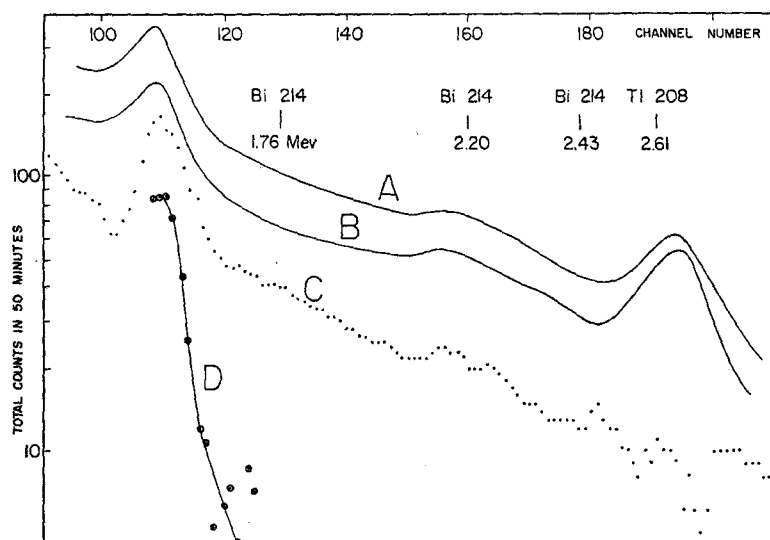 100 120 140 160 180 CHANNEL NUMBER
Bi 214 Bi 214 Bi 214 Tl 208
1.76 Mev 2.20 2.43 2.61
100
10
TOTAL COUNTS IN 50 MINUTES
A
B
C
D